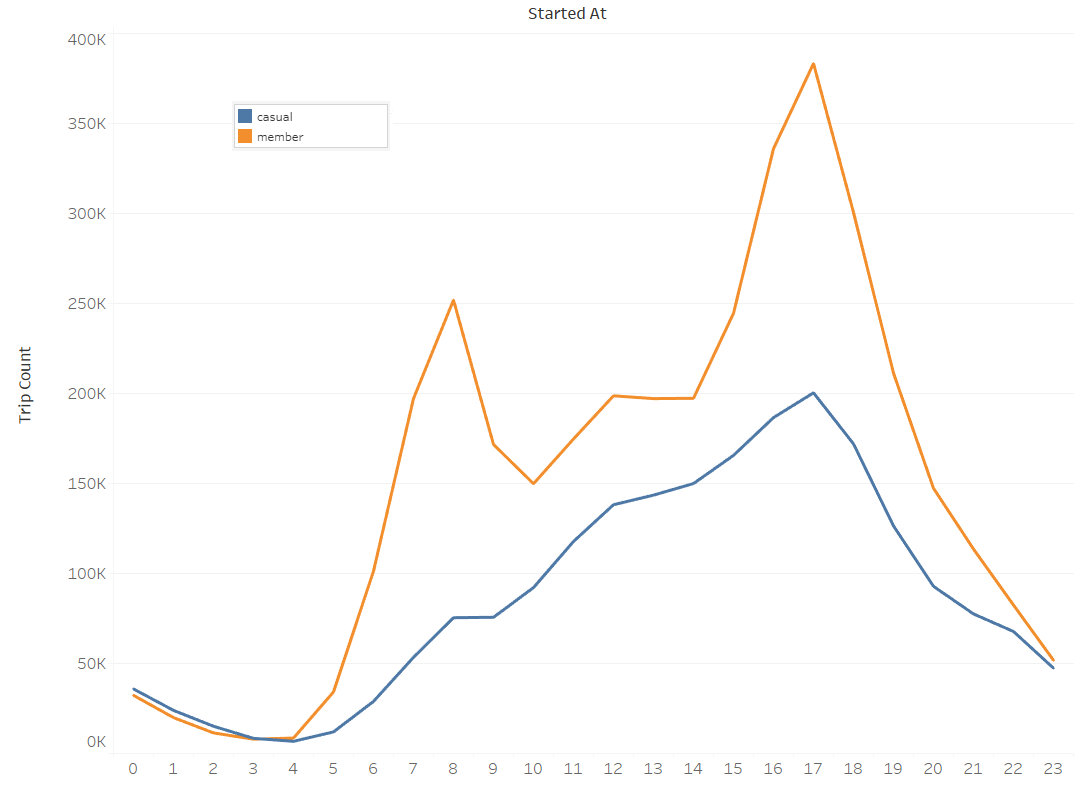 Started At
400K
350K
300K
250K
200K
150K
100K
50K
0K
Trip Count
casual
member
0 1 2 3 4 5 6 7 8 9 10 11 12 13 14 15 16 17 18 19 20 21 22 23